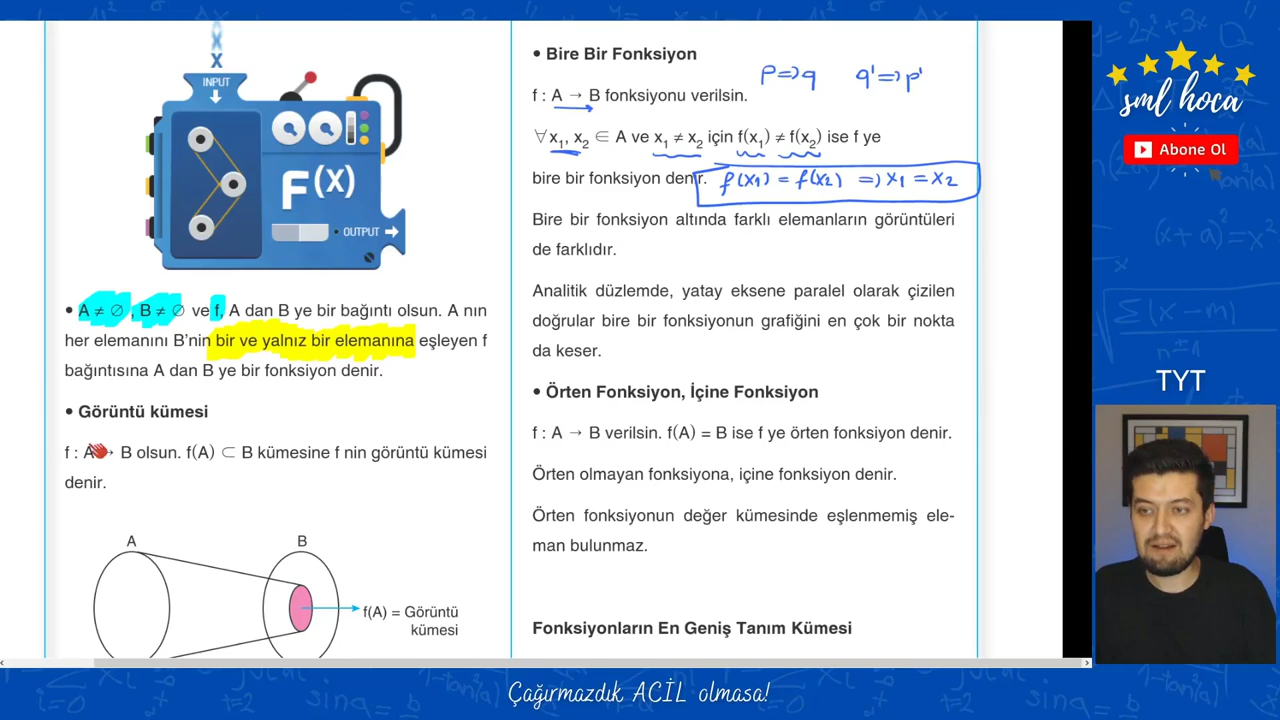 x
INPUT
F(x)
OUTPUT
• A ≠ ∅ , B ≠ ∅ ve f, A dan B ye bir bağıntı olsun. A nın
her elemanını B'nin bir ve yalnız bir elemanına eşleyen f
bağıntısına A dan B ye bir fonksiyon denir.
• Görüntü kümesi
f : A → B olsun. f(A) ⊂ B kümesine f nin görüntü kümesi
denir.
A
B
f(A) = Görüntü
kümesi
• Bire Bir Fonksiyon
p ⇒ q q' ⇒ p'
f : A → B fonksiyonu verilsin.
∀x₁, x₂ ∈ A ve x₁ ≠ x₂ için f(x₁) ≠ f(x₂) ise f ye
bire bir fonksiyon denir.
f(x₁) = f(x₂) ⇒ x₁ = x₂
Bire bir fonksiyon altında farklı elemanların görüntüleri
de farklıdır.
Analitik düzlemde, yatay eksene paralel olarak çizilen
doğrular bire bir fonksiyonun grafiğini en çok bir nokta
da keser.
• Örten Fonksiyon, İçine Fonksiyon
f : A → B verilsin. f(A) = B ise f ye örten fonksiyon denir.
Örten olmayan fonksiyona, içine fonksiyon denir.
Örten fonksiyonun değer kümesinde eşlenmemiş ele-
man bulunmaz.
Fonksiyonların En Geniş Tanım Kümesi
sml hoca
Abone Ol
(x + a)² = x²
TYT
Çağırmazdık ACİL olmasa!